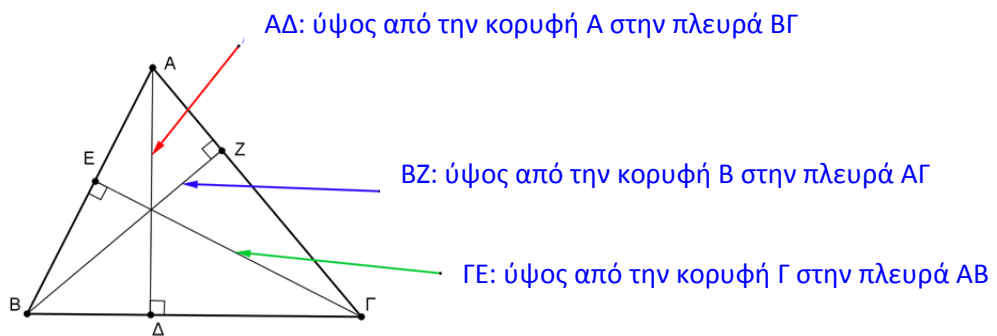 ΑΔ: ύψος από την κορυφή Α στην πλευρά ΒΓ
Α
Ε
Ζ
ΒΖ: ύψος από την κορυφή Β στην πλευρά ΑΓ
ΓΕ: ύψος από την κορυφή Γ στην πλευρά ΑΒ
Β
Γ
Δ